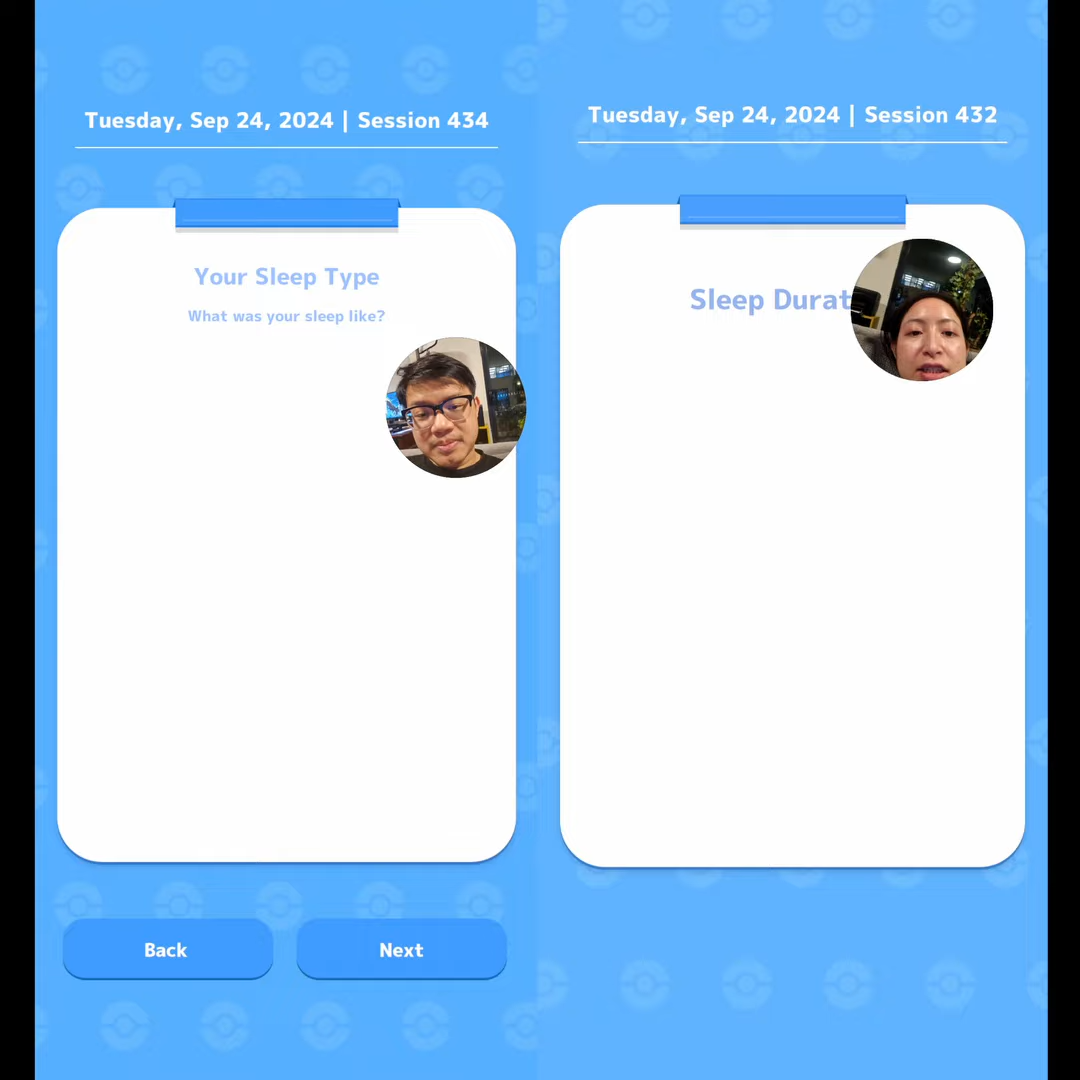 Tuesday, Sep 24, 2024 | Session 434
Your Sleep Type
What was your sleep like?
Back
Next
Tuesday, Sep 24, 2024 | Session 432
Sleep Durat